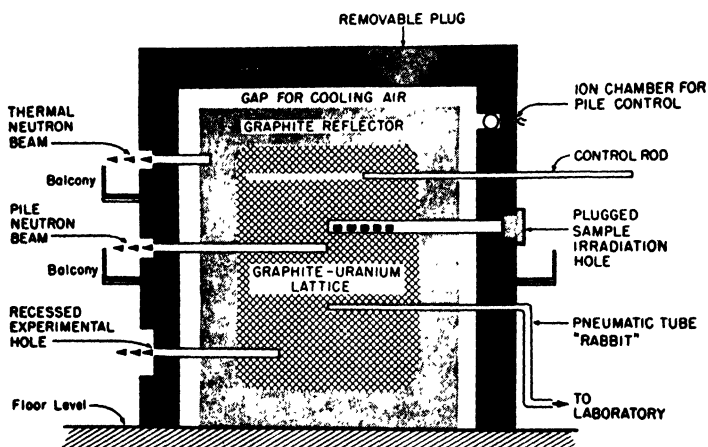 REMOVABLE PLUG
GAP FOR COOLING AIR
ION CHAMBER FOR
PILE CONTROL
THERMAL
NEUTRON
BEAM
GRAPHITE REFLECTOR
CONTROL ROD
Balcony
PILE
NEUTRON
BEAM
PLUGGED
SAMPLE
IRRADIATION
HOLE
Balcony
GRAPHITE-URANIUM
LATTICE
RECESSED
EXPERIMENTAL
HOLE
PNEUMATIC TUBE
"RABBIT"
Floor Level
TO
LABORATORY